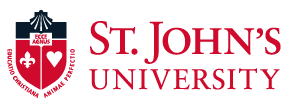 ECCE
AGNUS
EDUCATIO CHRISTIANA ANIMAE PERFECTIO
ST. JOHN'S
UNIVERSITY